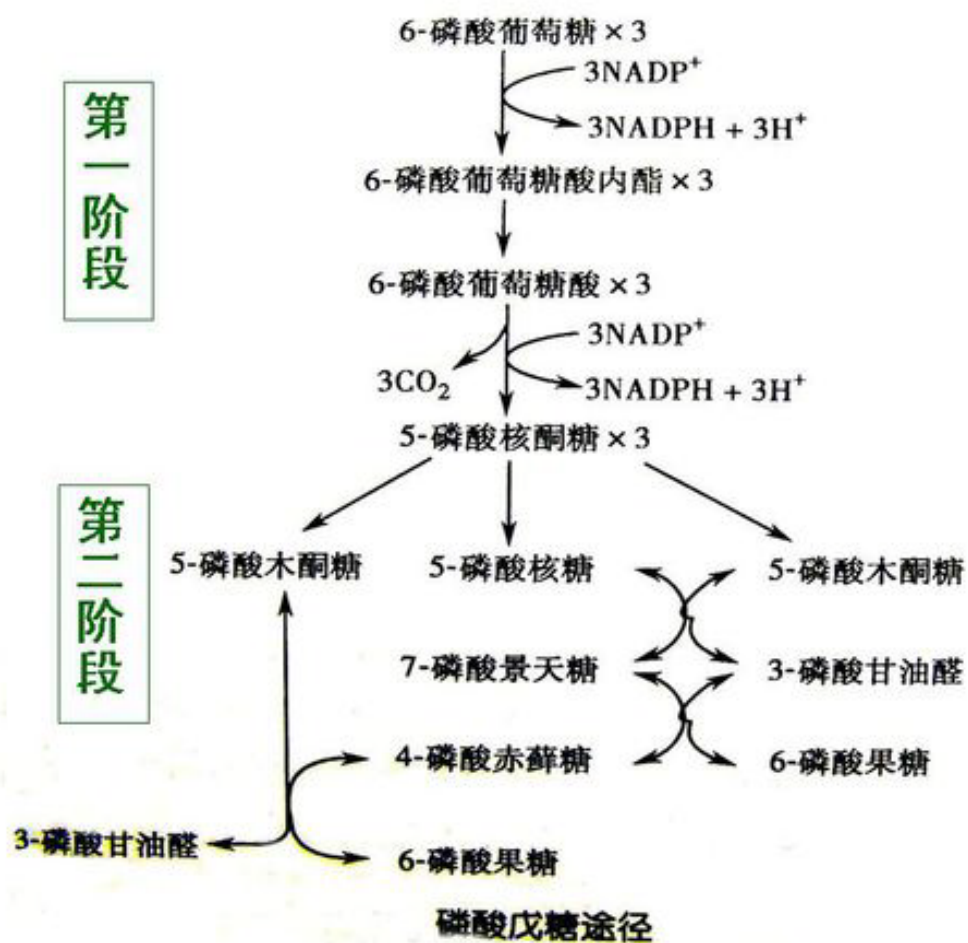 6-磷酸葡萄糖×3
3NADP⁺
3NADPH + 3H⁺
第一阶段
6-磷酸葡萄糖酸内酯×3
6-磷酸葡萄糖酸×3
3NADP⁺
3CO₂
3NADPH + 3H⁺
5-磷酸核酮糖×3
第二阶段
5-磷酸木酮糖
5-磷酸核糖
5-磷酸木酮糖
7-磷酸景天糖
3-磷酸甘油醛
4-磷酸赤藓糖
6-磷酸果糖
3-磷酸甘油醛
6-磷酸果糖
磷酸戊糖途径